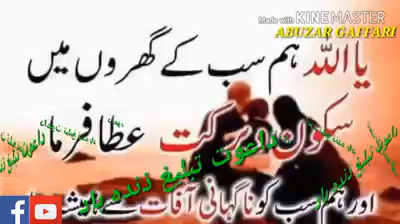 Made with KINEMASTER
ABUZAR GAFFARI
یا اللہ ہم سب کے گھروں میں
سکون برکت عطا فرما
داعوت تبلیغ زندہ باد
اور ہم سب کو ناگہانی آفات سے